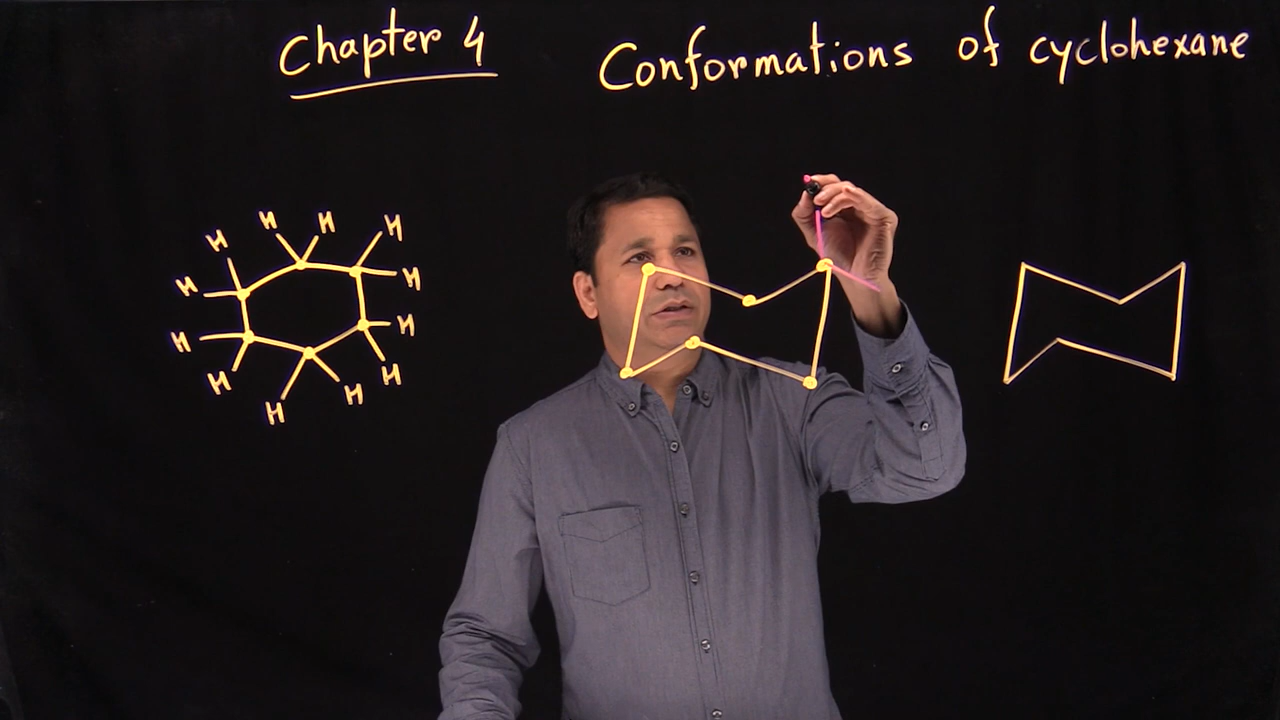 Chapter 4
Conformations of cyclohexane
H H H
H
H H
H H
H H
H H